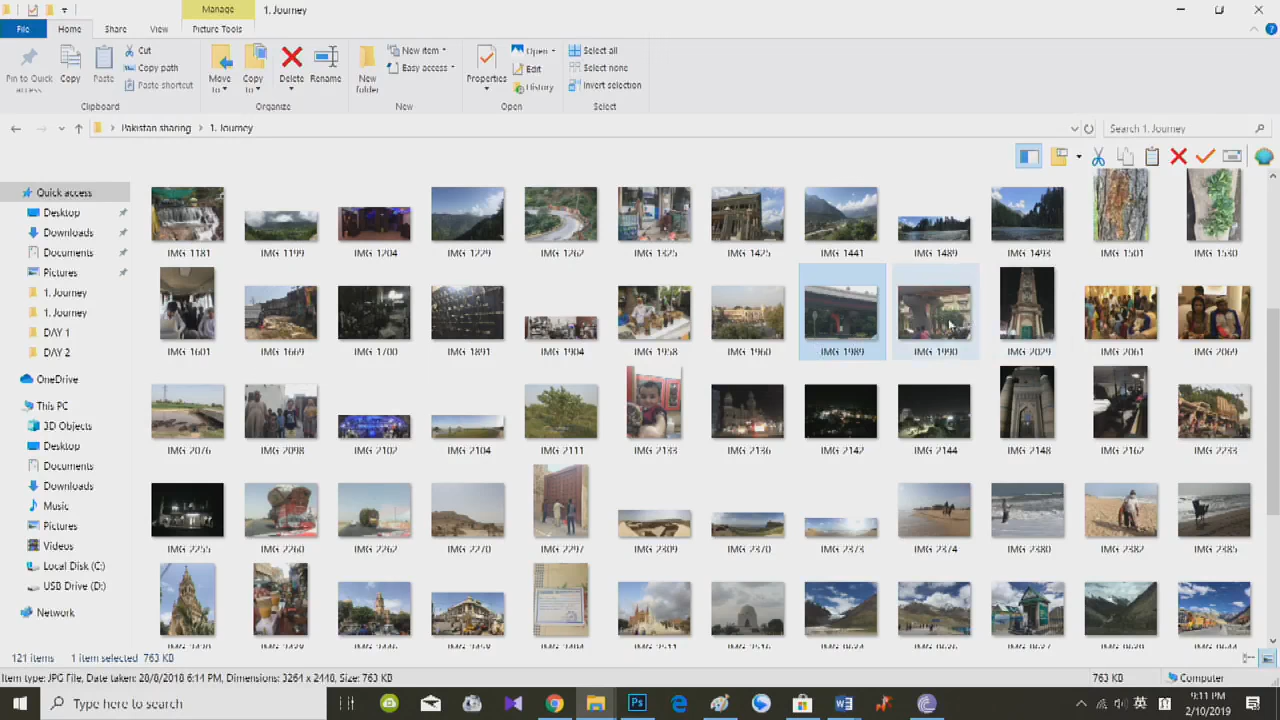 Manage
1. Journey
File
Home
Share
View
Picture Tools
Pin to Quick access
Copy
Paste
Cut
Copy path
Paste shortcut
Clipboard
Move to
Copy to
Delete
Rename
Organize
New folder
New item
Easy access
New
Properties
Open
Edit
History
Open
Select all
Select none
Invert selection
Select
Pakistan sharing > 1. Journey
Search 1. Journey
Quick access
Desktop
Downloads
Documents
Pictures
1. Journey
1. Journey
DAY 1
DAY 2
OneDrive
This PC
3D Objects
Desktop
Documents
Downloads
Music
Pictures
Videos
Local Disk (C:)
USB Drive (D:)
Network
IMG 1181 IMG 1199 IMG 1204 IMG 1229 IMG 1262 IMG 1325 IMG 1425 IMG 1441 IMG 1489 IMG 1493 IMG 1501 IMG 1530
IMG 1601 IMG 1669 IMG 1700 IMG 1891 IMG 1904 IMG 1958 IMG 1960 IMG 1989 IMG 1990 IMG 2029 IMG 2061 IMG 2069
IMG 2076 IMG 2098 IMG 2102 IMG 2104 IMG 2111 IMG 2133 IMG 2136 IMG 2142 IMG 2144 IMG 2148 IMG 2162 IMG 2233
IMG 2255 IMG 2260 IMG 2262 IMG 2270 IMG 2297 IMG 2309 IMG 2370 IMG 2373 IMG 2374 IMG 2380 IMG 2382 IMG 2385
121 items 1 item selected 763 KB
Item type: JPG File, Date taken: 28/8/2018 6:14 PM, Dimensions: 3264 x 2448, Size: 763 KB
763 KB
Computer
Type here to search
英
9:11 PM
2/10/2019